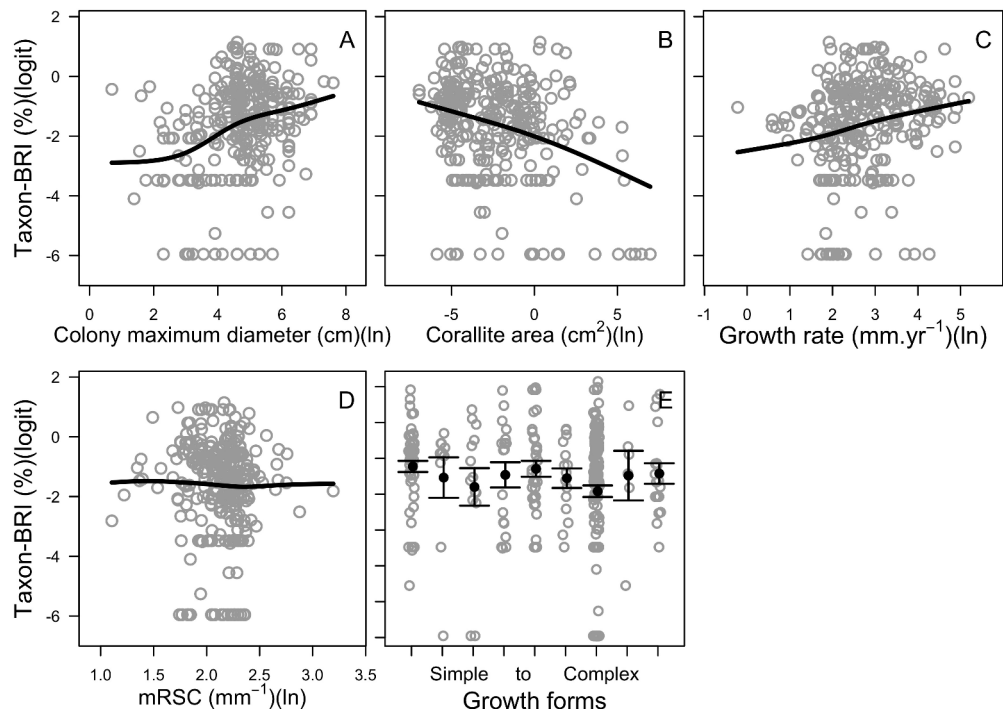 A
B
C
Taxon-BRI (%)(logit)
2
0
-2
-4
-6
0 2 4 6 8
-5 0 5
-1 0 1 2 3 4 5 6
Colony maximum diameter (cm)(ln)
Corallite area (cm²)(ln)
Growth rate (mm.yr⁻¹)(ln)
D
E
Taxon-BRI (%)(logit)
2
0
-2
-4
-6
1.0 1.5 2.0 2.5 3.0 3.5
Simple to Complex
mRSC (mm⁻¹)(ln)
Growth forms